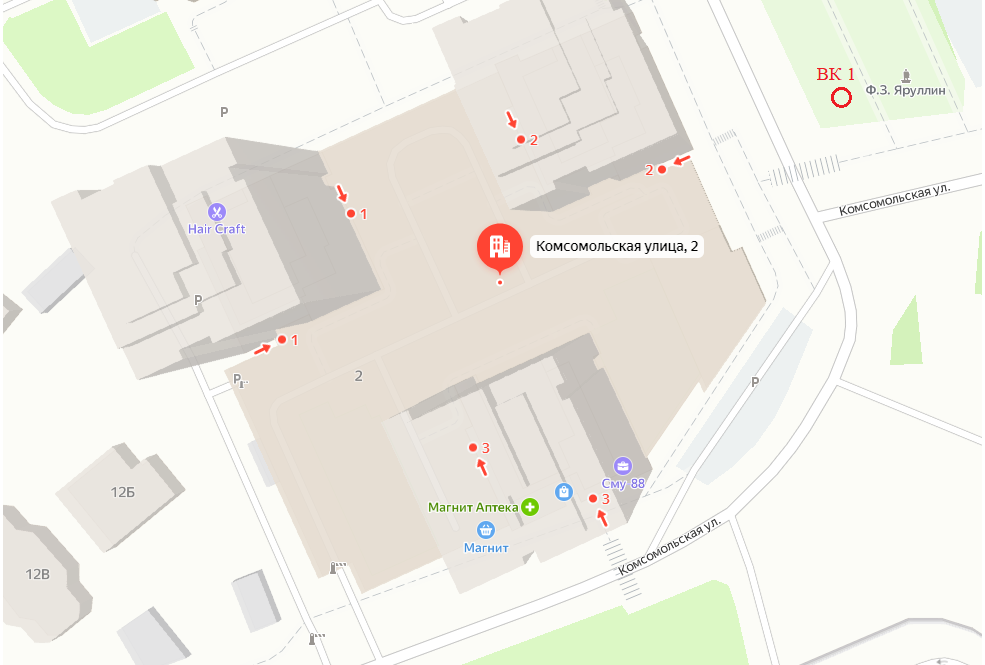 ВК 1
Ф.З. Яруллин
P
2
2
Комсомольская ул.
1
Hair Craft
Комсомольская улица, 2
P
1
P
2
P
3
Сму 88
3
12Б
Магнит Аптека
Магнит
Комсомольская ул.
12В